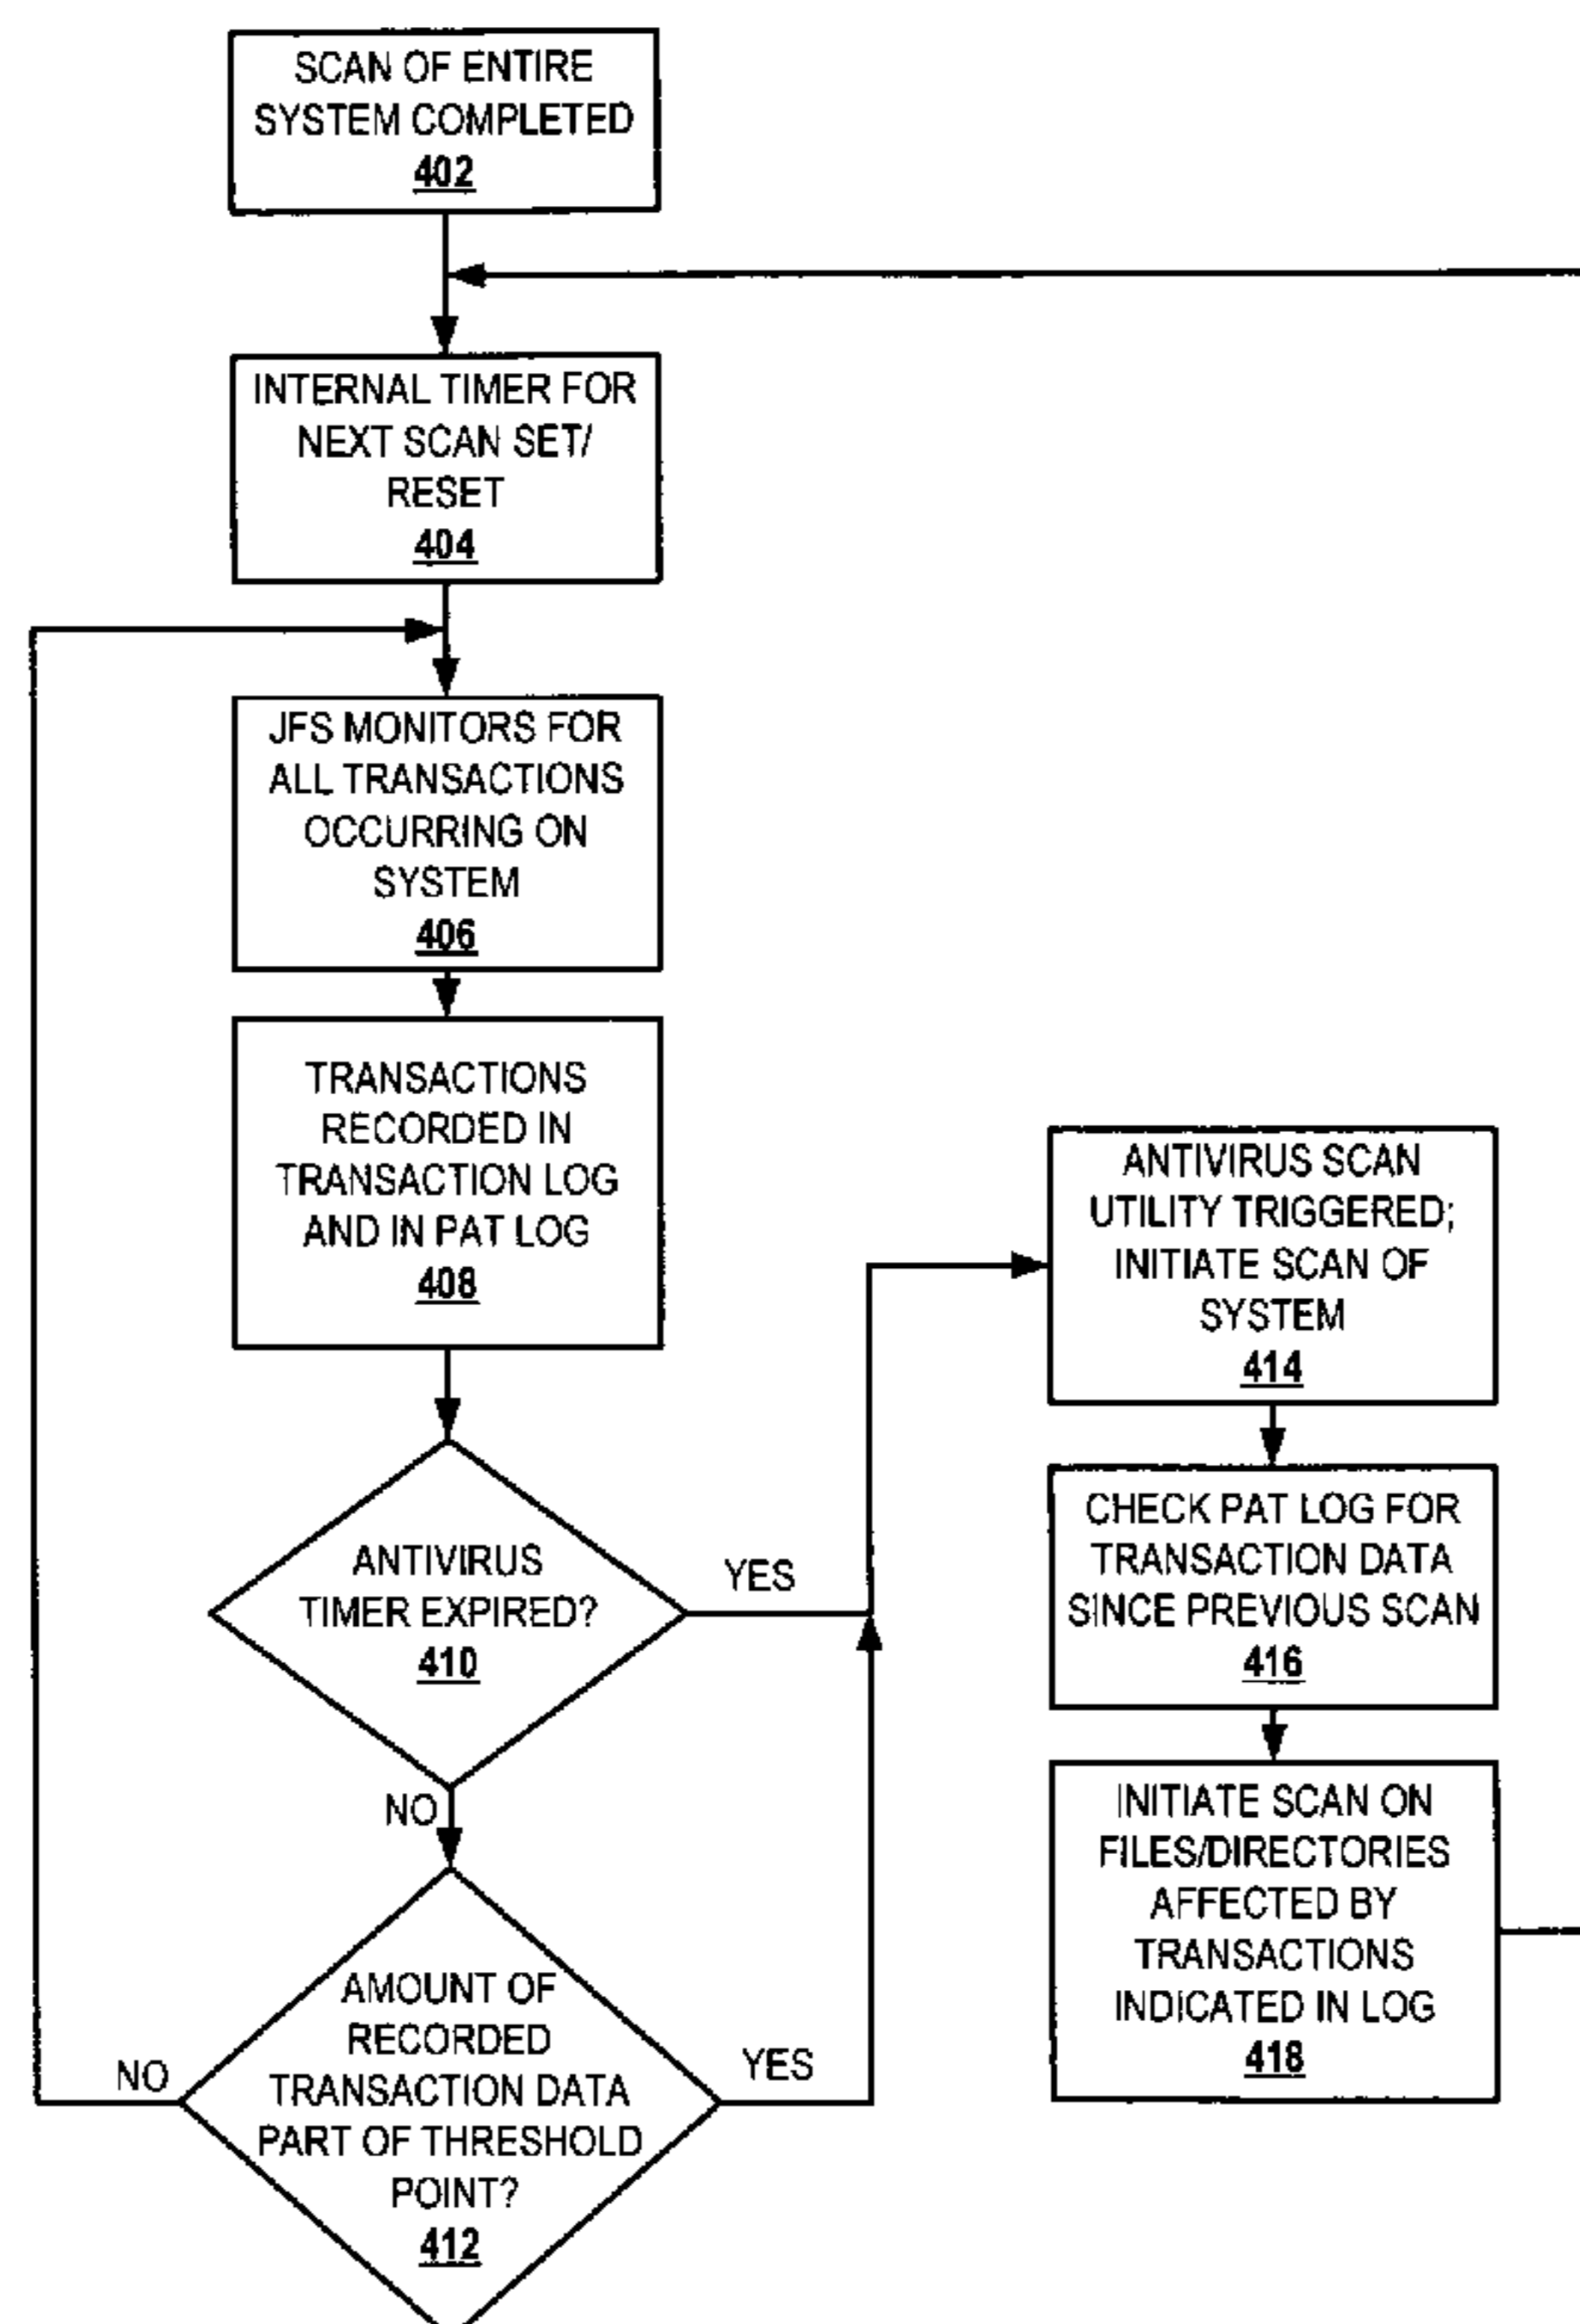 SCAN OF ENTIRE
SYSTEM COMPLETED
402
INTERNAL TIMER FOR
NEXT SCAN SET/
RESET
404
JFS MONITORS FOR
ALL TRANSACTIONS
OCCURRING ON
SYSTEM
406
TRANSACTIONS
RECORDED IN
TRANSACTION LOG
AND IN PAT LOG
408
ANTIVIRUS
TIMER EXPIRED?
410
YES
NO
AMOUNT OF
RECORDED
TRANSACTION DATA
PART OF THRESHOLD
POINT?
412
NO
YES
ANTIVIRUS SCAN
UTILITY TRIGGERED;
INITIATE SCAN OF
SYSTEM
414
CHECK PAT LOG FOR
TRANSACTION DATA
SINCE PREVIOUS SCAN
416
INITIATE SCAN ON
FILES/DIRECTORIES
AFFECTED BY
TRANSACTIONS
INDICATED IN LOG
418